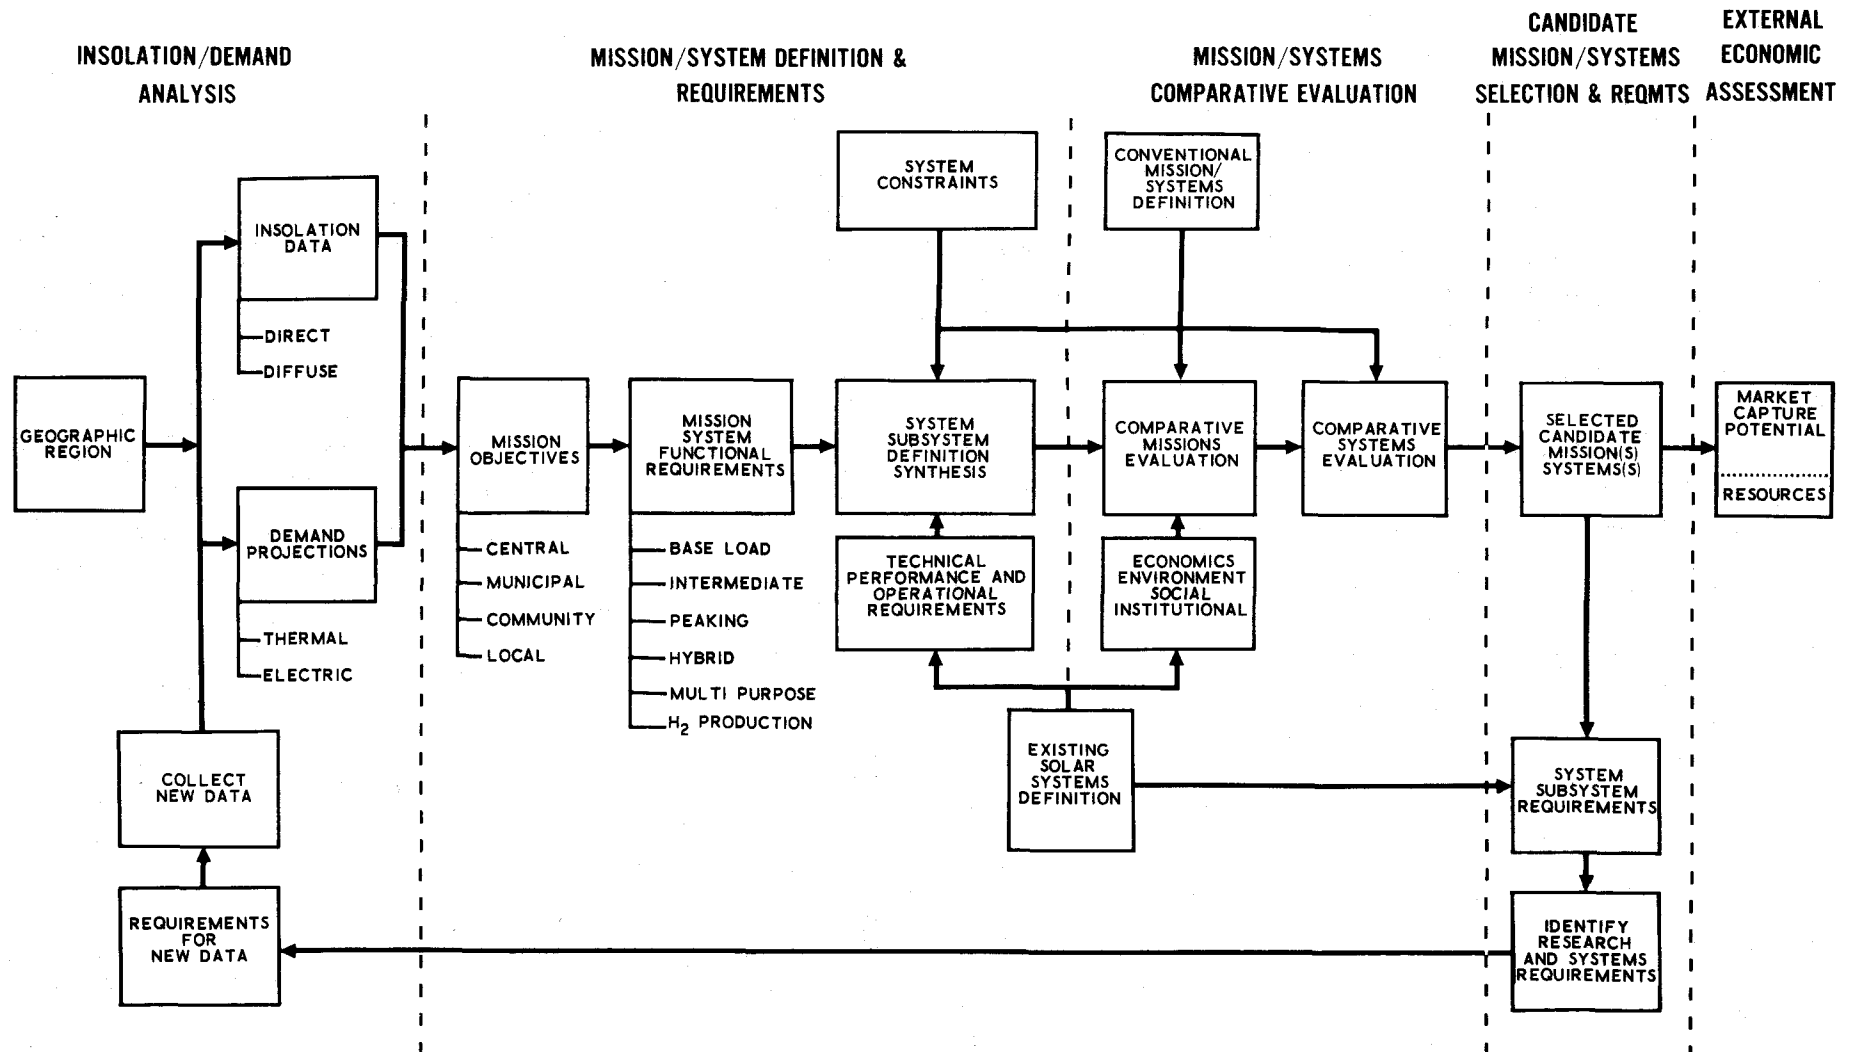 INSOLATION/DEMAND
ANALYSIS
MISSION/SYSTEM DEFINITION &
REQUIREMENTS
MISSION/SYSTEMS
COMPARATIVE EVALUATION
CANDIDATE
MISSION/SYSTEMS
SELECTION & REQMTS
EXTERNAL
ECONOMIC
ASSESSMENT
GEOGRAPHIC
REGION
INSOLATION
DATA
DIRECT
DIFFUSE
DEMAND
PROJECTIONS
THERMAL
ELECTRIC
COLLECT
NEW DATA
REQUIREMENTS
FOR
NEW DATA
MISSION
OBJECTIVES
CENTRAL
MUNICIPAL
COMMUNITY
LOCAL
MISSION
SYSTEM
FUNCTIONAL
REQUIREMENTS
BASE LOAD
INTERMEDIATE
PEAKING
HYBRID
MULTI PURPOSE
H2 PRODUCTION
SYSTEM
CONSTRAINTS
SYSTEM
SUBSYSTEM
DEFINITION
SYNTHESIS
TECHNICAL
PERFORMANCE AND
OPERATIONAL
REQUIREMENTS
EXISTING
SOLAR
SYSTEMS
DEFINITION
CONVENTIONAL
MISSION/
SYSTEMS
DEFINITION
COMPARATIVE
MISSIONS
EVALUATION
ECONOMICS
ENVIRONMENT
SOCIAL
INSTITUTIONAL
COMPARATIVE
SYSTEMS
EVALUATION
SELECTED
CANDIDATE
MISSION(S)
SYSTEMS(S)
SYSTEM
SUBSYSTEM
REQUIREMENTS
IDENTIFY
RESEARCH
AND SYSTEMS
REQUIREMENTS
MARKET
CAPTURE
POTENTIAL
RESOURCES